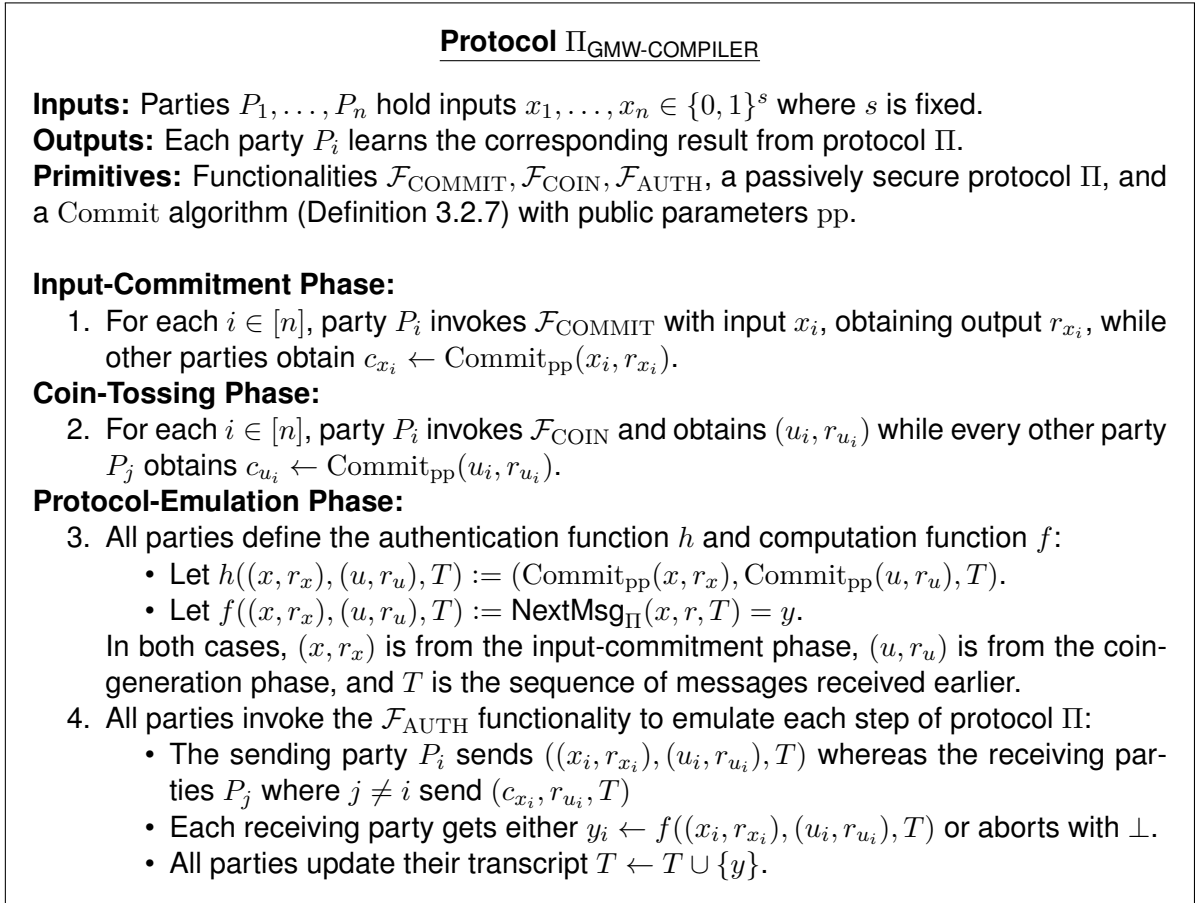 Protocol Π_GMW-COMPILER
Inputs: Parties P_1, . . . , P_n hold inputs x_1, . . . , x_n ∈ {0, 1}^s where s is fixed.
Outputs: Each party P_i learns the corresponding result from protocol Π.
Primitives: Functionalities F_COMMIT, F_COIN, F_AUTH, a passively secure protocol Π, and
a Commit algorithm (Definition 3.2.7) with public parameters pp.
Input-Commitment Phase:
1. For each i ∈ [n], party P_i invokes F_COMMIT with input x_i, obtaining output r_{x_i}, while
other parties obtain c_{x_i} ← Commit_pp(x_i, r_{x_i}).
Coin-Tossing Phase:
2. For each i ∈ [n], party P_i invokes F_COIN and obtains (u_i, r_{u_i}) while every other party
P_j obtains c_{u_i} ← Commit_pp(u_i, r_{u_i}).
Protocol-Emulation Phase:
3. All parties define the authentication function h and computation function f:
• Let h((x, r_x), (u, r_u), T) := (Commit_pp(x, r_x), Commit_pp(u, r_u), T).
• Let f((x, r_x), (u, r_u), T) := NextMsg_Π(x, r, T) = y.
In both cases, (x, r_x) is from the input-commitment phase, (u, r_u) is from the coin-
generation phase, and T is the sequence of messages received earlier.
4. All parties invoke the F_AUTH functionality to emulate each step of protocol Π:
• The sending party P_i sends ((x_i, r_{x_i}), (u_i, r_{u_i}), T) whereas the receiving par-
ties P_j where j ≠ i send (c_{x_i}, r_{u_i}, T)
• Each receiving party gets either y_i ← f((x_i, r_{x_i}), (u_i, r_{u_i}), T) or aborts with ⊥.
• All parties update their transcript T ← T ∪ {y}.